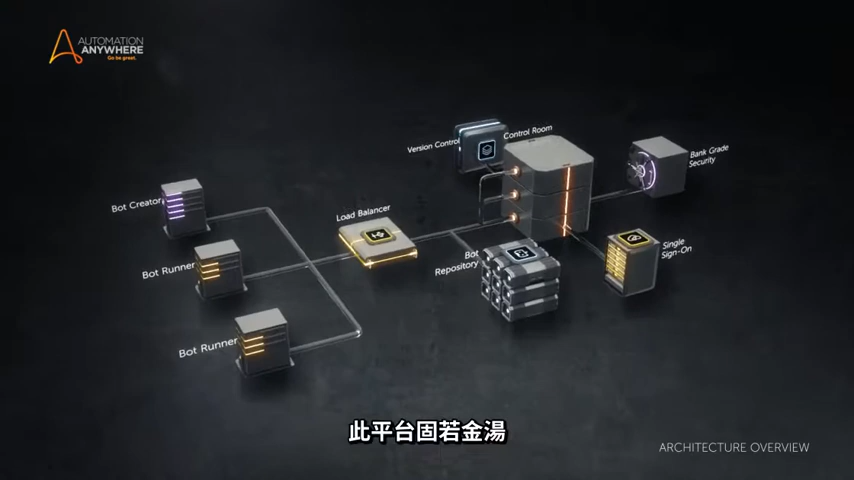 AUTOMATION
ANYWHERE
Go be great.
Version Control
Control Room
Bank Grade
Security
Bot Creator
Load Balancer
Bot Runner
Bot
Repository
Single
Sign-On
Bot Runner
此平台固若金湯
ARCHITECTURE OVERVIEW